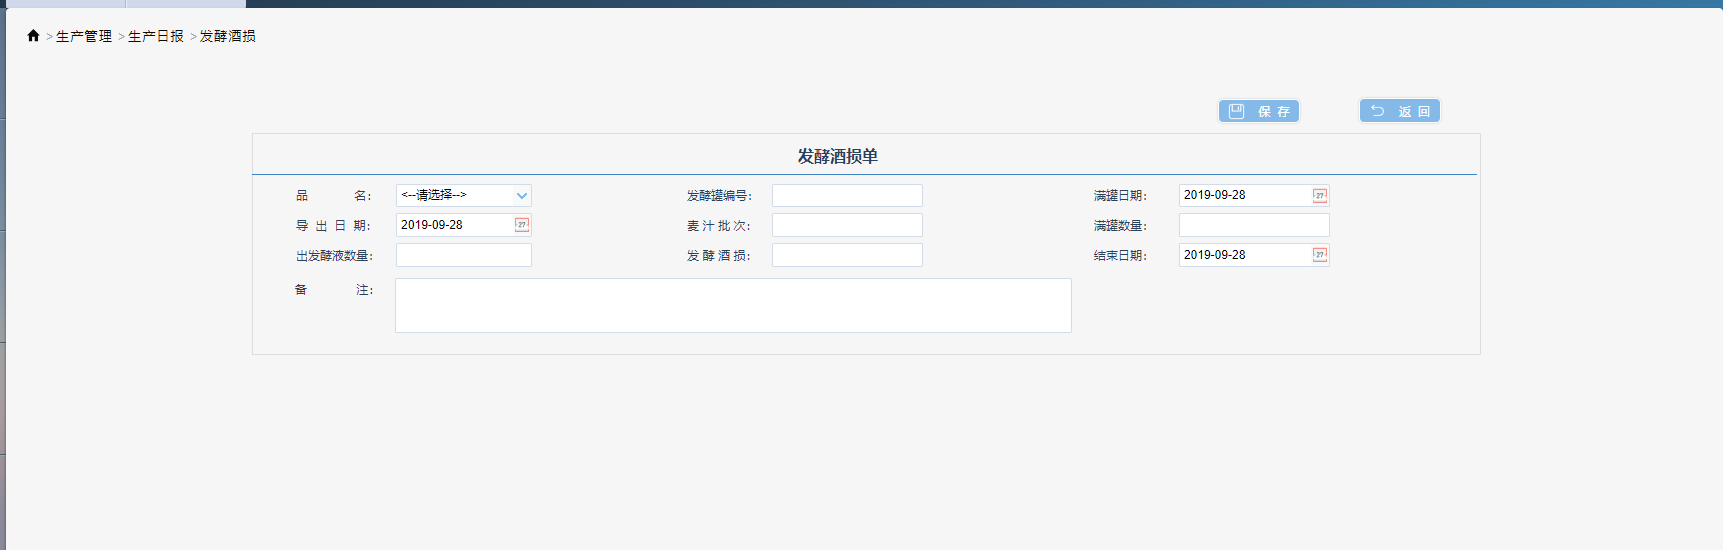 >生产管理 >生产日报 >发酵酒损
保 存 返 回
发酵酒损单
品 名: <--请选择--> 发酵罐编号: 满罐日期: 2019-09-28
导 出 日 期: 2019-09-28 麦 汁 批 次: 满罐数量:
出发酵液数量: 发 酵 酒 损: 结束日期: 2019-09-28
备 注: